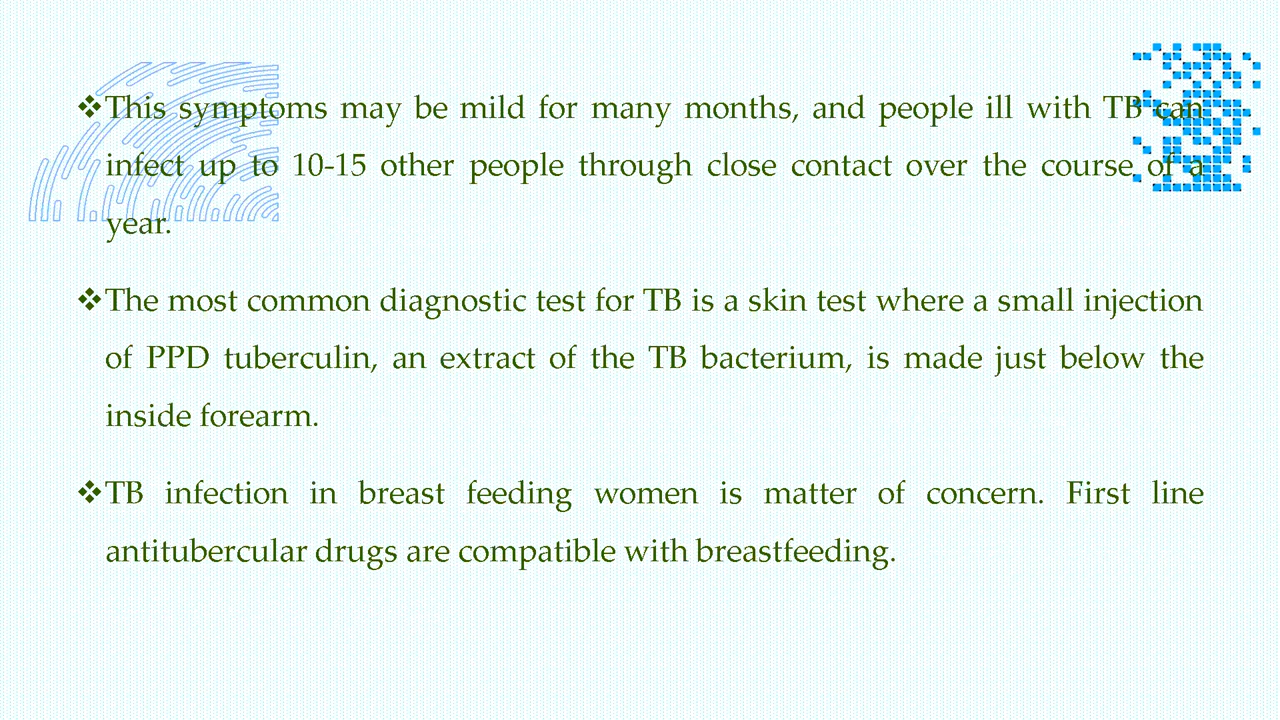 ❖This symptoms may be mild for many months, and people ill with TB can
infect up to 10-15 other people through close contact over the course of a
year.
❖The most common diagnostic test for TB is a skin test where a small injection
of PPD tuberculin, an extract of the TB bacterium, is made just below the
inside forearm.
❖TB infection in breast feeding women is matter of concern. First line
antitubercular drugs are compatible with breastfeeding.